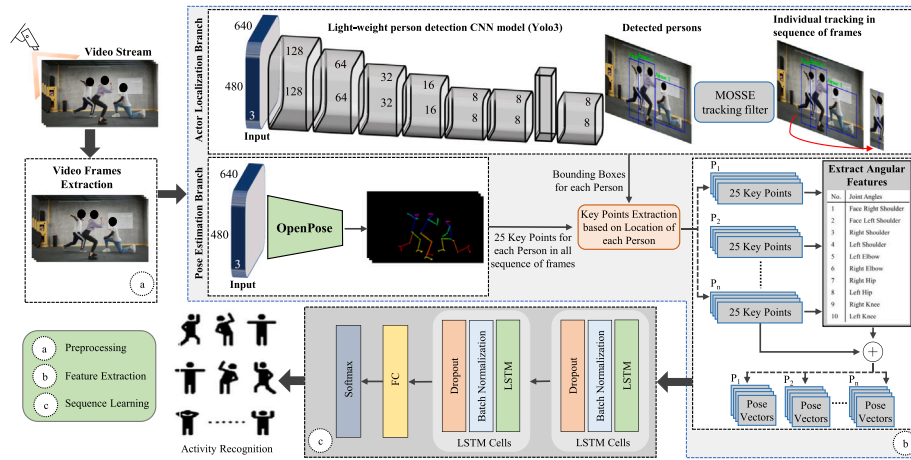 Video Stream
Video Frames
Extraction
a
Actor Localization Branch
640
480
3
Input
Light-weight person detection CNN model (Yolo3)
128
128
64
64
32
32
16
16
8
8
8
8
8
8
Detected persons
MOSSE
tracking filter
Individual tracking in
sequence of frames
Pose Estimation Branch
640
480
3
Input
OpenPose
25 Key Points for
each Person in all
sequence of frames
Bounding Boxes
for each Person
Key Points Extraction
based on Location of
each Person
P1
25 Key Points
P2
25 Key Points
Pn
25 Key Points
Extract Angular
Features
No. Joint Angles
1 Face Right Shoulder
2 Face Left Shoulder
3 Right Shoulder
4 Left Shoulder
5 Left Elbow
6 Right Elbow
7 Right Hip
8 Left Hip
9 Right Knee
10 Left Knee
+
P1
Pose
Vectors
P2
Pose
Vectors
Pn
Pose
Vectors
b
LSTM
Batch Normalization
Dropout
LSTM Cells
LSTM
Batch Normalization
Dropout
LSTM Cells
FC
Softmax
c
Activity Recognition
a Preprocessing
b Feature Extraction
c Sequence Learning